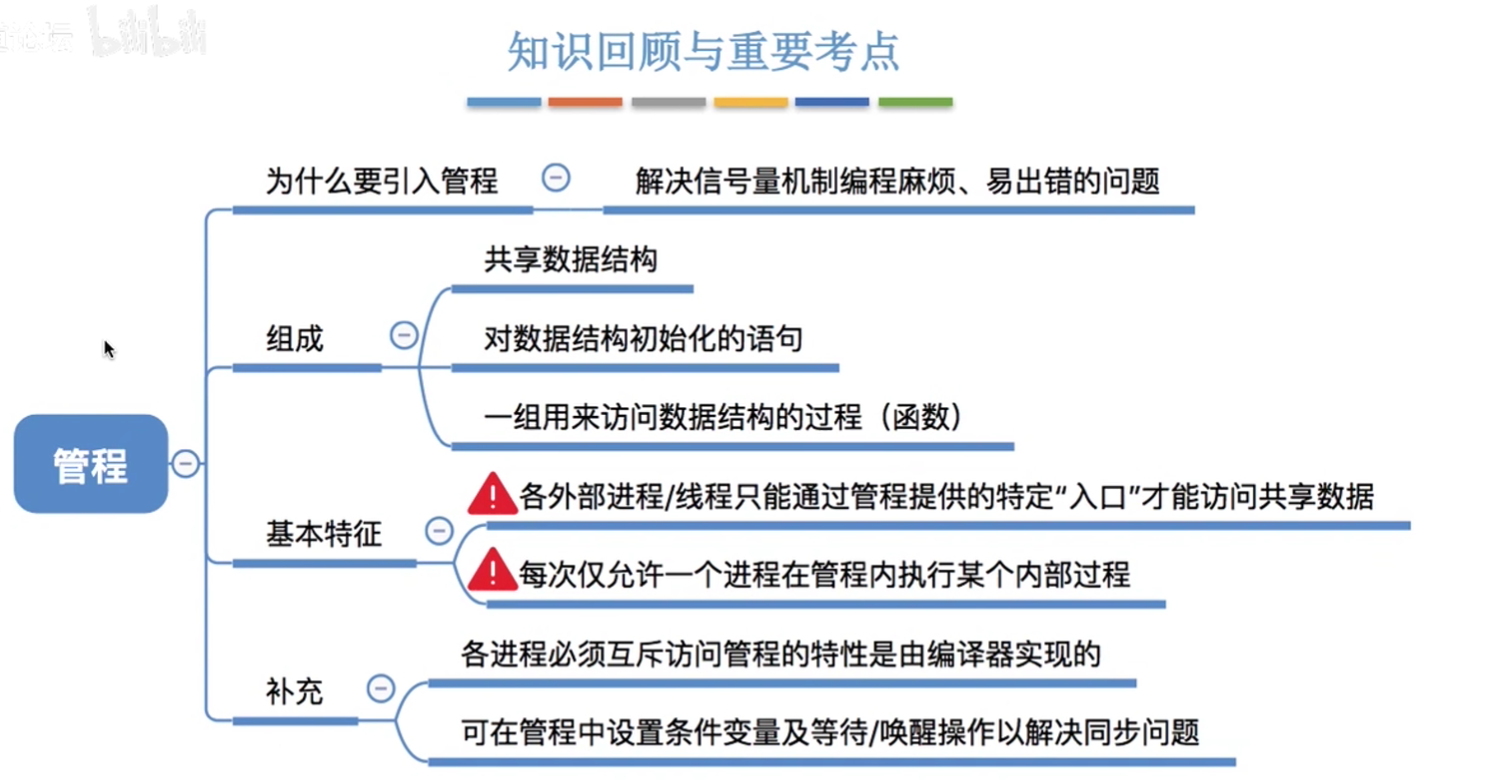 bilibili
知识回顾与重要考点
为什么要引入管程
解决信号量机制编程麻烦、易出错的问题
共享数据结构
组成
对数据结构初始化的语句
一组用来访问数据结构的过程（函数）
管程
各外部进程/线程只能通过管程提供的特定“入口”才能访问共享数据
基本特征
每次仅允许一个进程在管程内执行某个内部过程
各进程必须互斥访问管程的特性是由编译器实现的
补充
可在管程中设置条件变量及等待/唤醒操作以解决同步问题